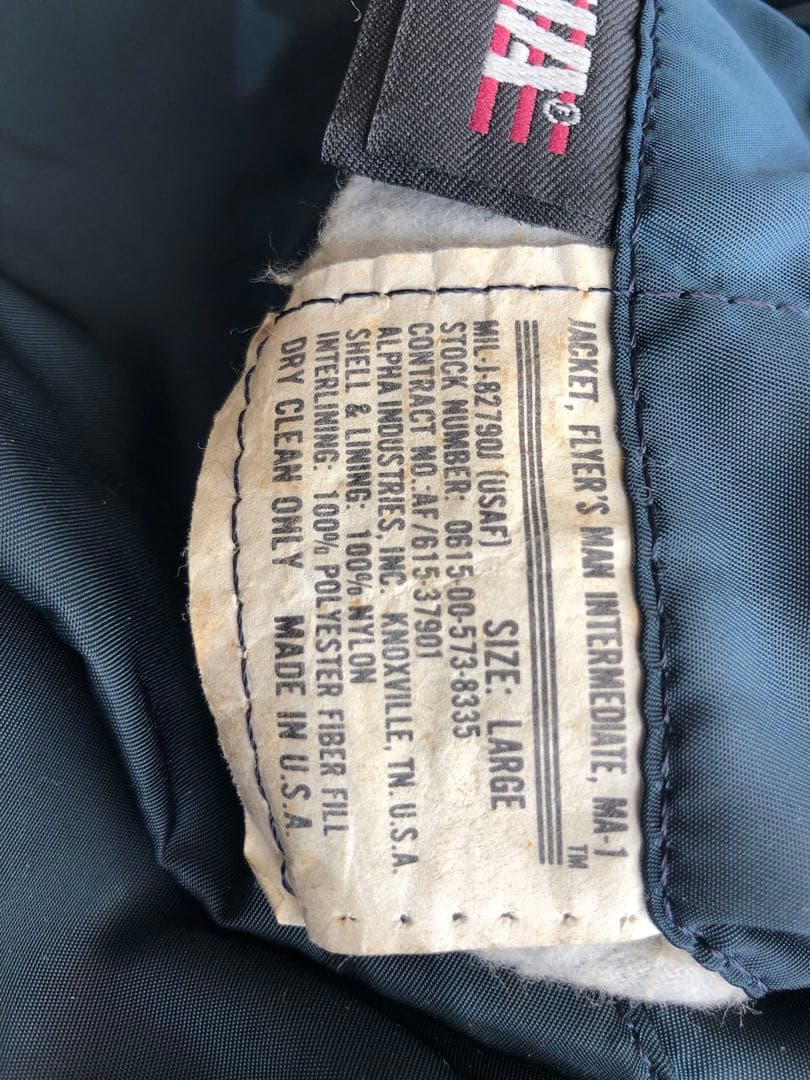 JACKET, FLYER'S MAN INTERMEDIATE, MA-1
TM
SIZE: LARGE
MIL-J-8279OJ (USAF)
STOCK NUMBER: 0615-00-573-8335
CONTRACT NO.:AF/615-37901
ALPHA INDUSTRIES, INC. KNOXVILLE, TN. U.S.A.
SHELL & LINING: 100% NYLON
INTERLINING: 100% POLYESTER FIBER FILL
DRY CLEAN ONLY MADE IN U.S.A.